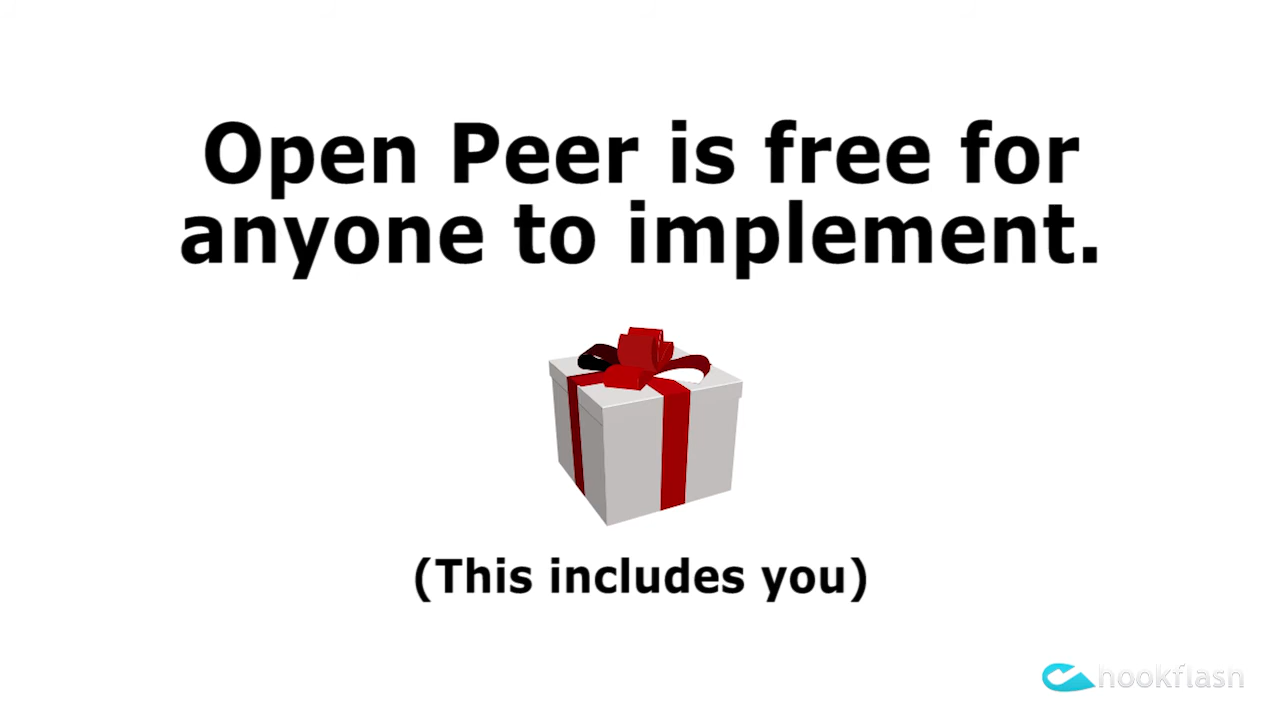 Open Peer is free for
anyone to implement.
(This includes you)
hookflash